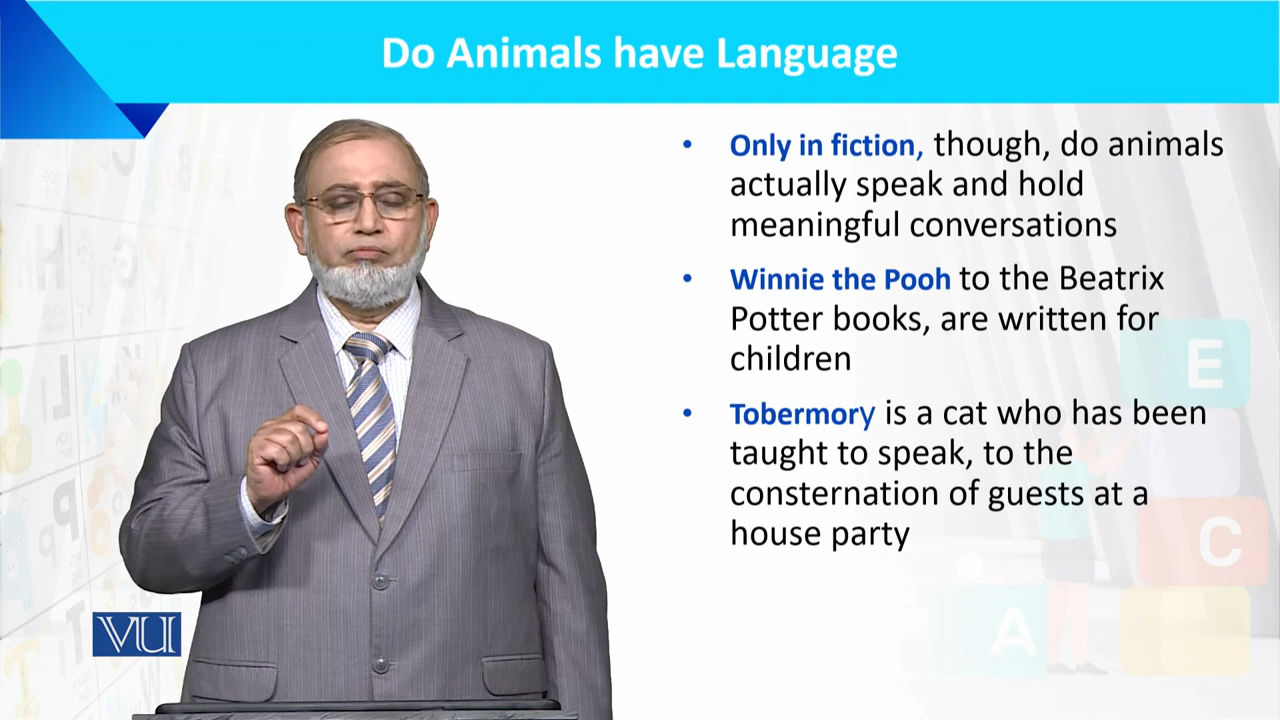 Do Animals have Language
• Only in fiction, though, do animals
actually speak and hold
meaningful conversations
• Winnie the Pooh to the Beatrix
Potter books, are written for
children
• Tobermory is a cat who has been
taught to speak, to the
consternation of guests at a
house party
VU
E
C
A